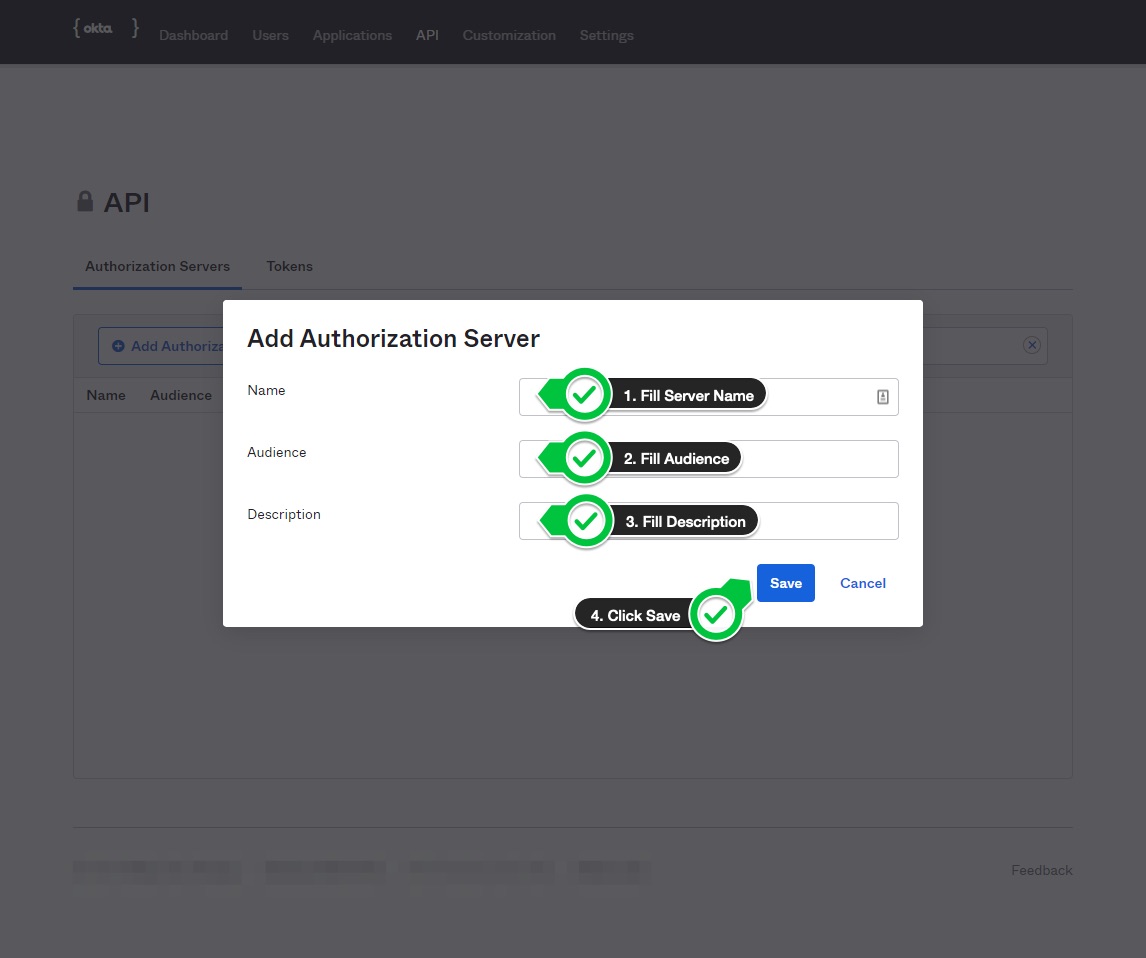 { okta }
Dashboard Users Applications API Customization Settings
API
Authorization Servers Tokens
Add Authoriza
Name Audience
Add Authorization Server
Name
1. Fill Server Name
Audience
2. Fill Audience
Description
3. Fill Description
Save Cancel
4. Click Save
Feedback